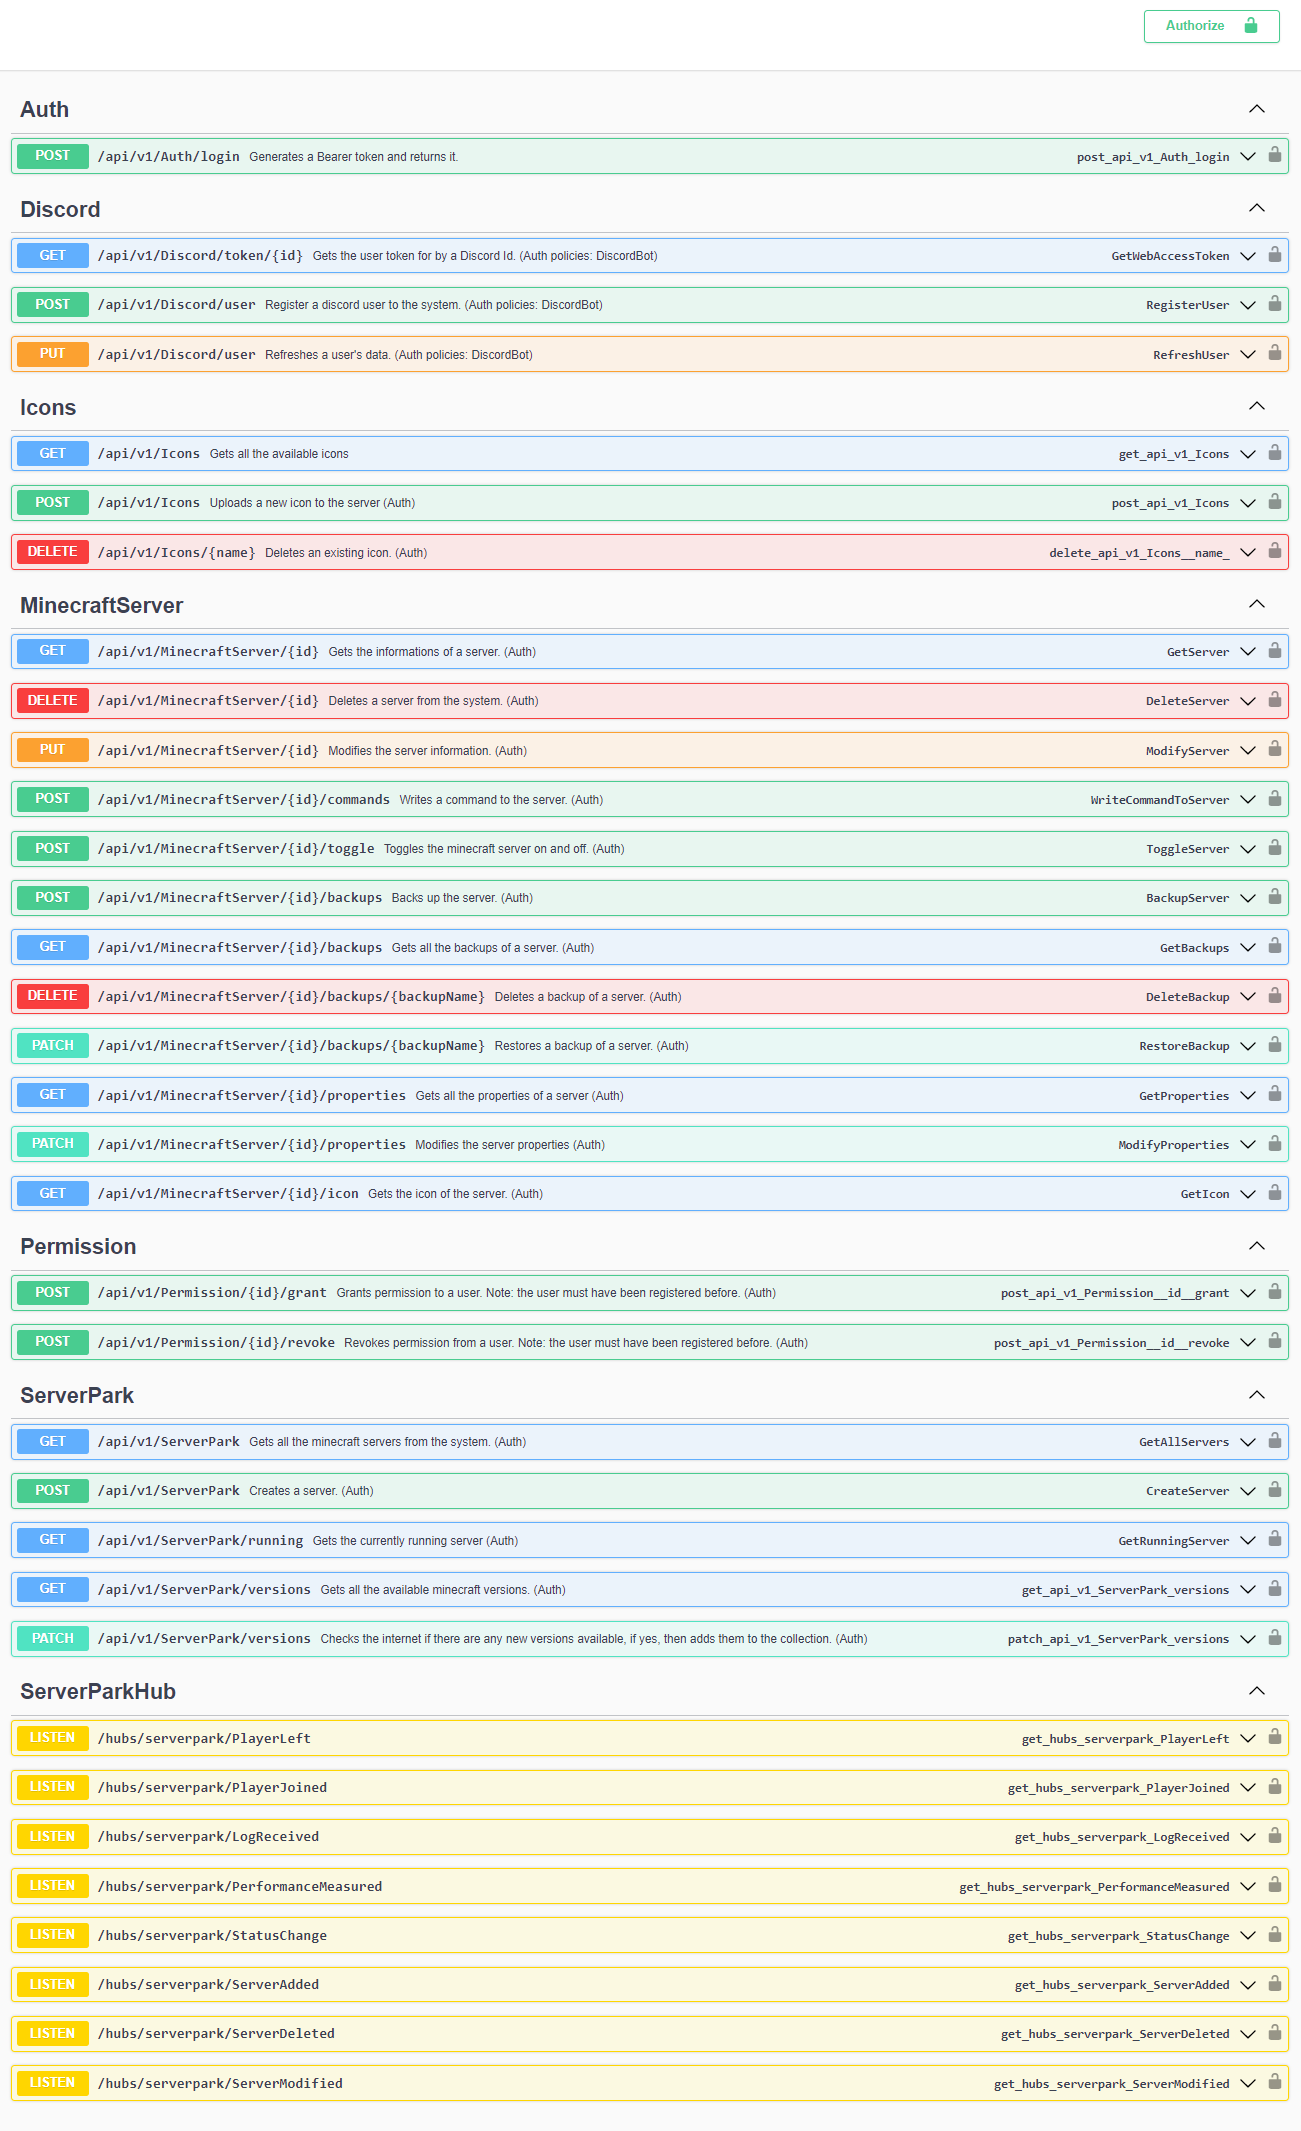 Authorize
Auth
POST /api/v1/Auth/login Generates a Bearer token and returns it. post_api_v1_Auth_login
Discord
GET /api/v1/Discord/token/{id} Gets the user token for by a Discord Id. (Auth policies: DiscordBot) GetWebAccessToken
POST /api/v1/Discord/user Register a discord user to the system. (Auth policies: DiscordBot) RegisterUser
PUT /api/v1/Discord/user Refreshes a user's data. (Auth policies: DiscordBot) RefreshUser
Icons
GET /api/v1/Icons Gets all the available icons get_api_v1_Icons
POST /api/v1/Icons Uploads a new icon to the server (Auth) post_api_v1_Icons
DELETE /api/v1/Icons/{name} Deletes an existing icon. (Auth) delete_api_v1_Icons__name_
MinecraftServer
GET /api/v1/MinecraftServer/{id} Gets the informations of a server. (Auth) GetServer
DELETE /api/v1/MinecraftServer/{id} Deletes a server from the system. (Auth) DeleteServer
PUT /api/v1/MinecraftServer/{id} Modifies the server information. (Auth) ModifyServer
POST /api/v1/MinecraftServer/{id}/commands Writes a command to the server. (Auth) WriteCommandToServer
POST /api/v1/MinecraftServer/{id}/toggle Toggles the minecraft server on and off. (Auth) ToggleServer
POST /api/v1/MinecraftServer/{id}/backups Backs up the server. (Auth) BackupServer
GET /api/v1/MinecraftServer/{id}/backups Gets all the backups of a server. (Auth) GetBackups
DELETE /api/v1/MinecraftServer/{id}/backups/{backupName} Deletes a backup of a server. (Auth) DeleteBackup
PATCH /api/v1/MinecraftServer/{id}/backups/{backupName} Restores a backup of a server. (Auth) RestoreBackup
GET /api/v1/MinecraftServer/{id}/properties Gets all the properties of a server (Auth) GetProperties
PATCH /api/v1/MinecraftServer/{id}/properties Modifies the server properties (Auth) ModifyProperties
GET /api/v1/MinecraftServer/{id}/icon Gets the icon of the server. (Auth) GetIcon
Permission
POST /api/v1/Permission/{id}/grant Grants permission to a user. Note: the user must have been registered before. (Auth) post_api_v1_Permission__id__grant
POST /api/v1/Permission/{id}/revoke Revokes permission from a user. Note: the user must have been registered before. (Auth) post_api_v1_Permission__id__revoke
ServerPark
GET /api/v1/ServerPark Gets all the minecraft servers from the system. (Auth) GetAllServers
POST /api/v1/ServerPark Creates a server. (Auth) CreateServer
GET /api/v1/ServerPark/running Gets the currently running server (Auth) GetRunningServer
GET /api/v1/ServerPark/versions Gets all the available minecraft versions. (Auth) get_api_v1_ServerPark_versions
PATCH /api/v1/ServerPark/versions Checks the internet if there are any new versions available, if yes, then adds them to the collection. (Auth) patch_api_v1_ServerPark_versions
ServerParkHub
LISTEN /hubs/serverpark/PlayerLeft get_hubs_serverpark_PlayerLeft
LISTEN /hubs/serverpark/PlayerJoined get_hubs_serverpark_PlayerJoined
LISTEN /hubs/serverpark/LogReceived get_hubs_serverpark_LogReceived
LISTEN /hubs/serverpark/PerformanceMeasured get_hubs_serverpark_PerformanceMeasured
LISTEN /hubs/serverpark/StatusChange get_hubs_serverpark_StatusChange
LISTEN /hubs/serverpark/ServerAdded get_hubs_serverpark_ServerAdded
LISTEN /hubs/serverpark/ServerDeleted get_hubs_serverpark_ServerDeleted
LISTEN /hubs/serverpark/ServerModified get_hubs_serverpark_ServerModified